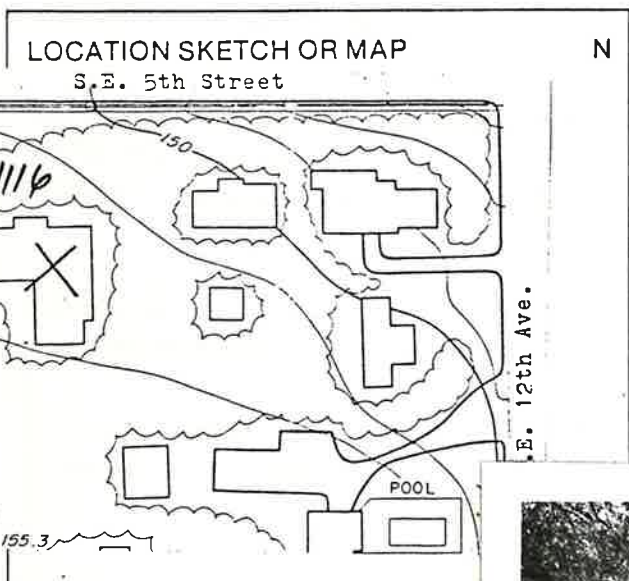 LOCATION SKETCH OR MAP N
S.E. 5th Street
150
1116
.E. 12th Ave.
POOL
155.3